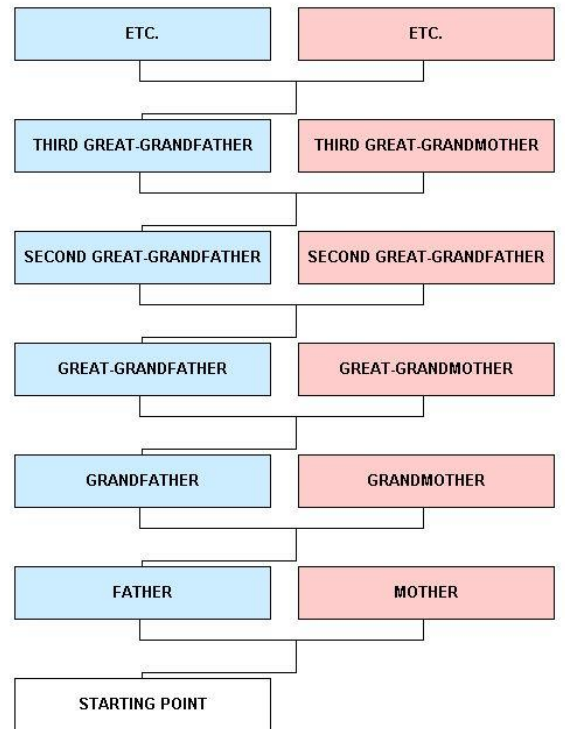 ETC.
ETC.
THIRD GREAT-GRANDFATHER
THIRD GREAT-GRANDMOTHER
SECOND GREAT-GRANDFATHER
SECOND GREAT-GRANDFATHER
GREAT-GRANDFATHER
GREAT-GRANDMOTHER
GRANDFATHER
GRANDMOTHER
FATHER
MOTHER
STARTING POINT